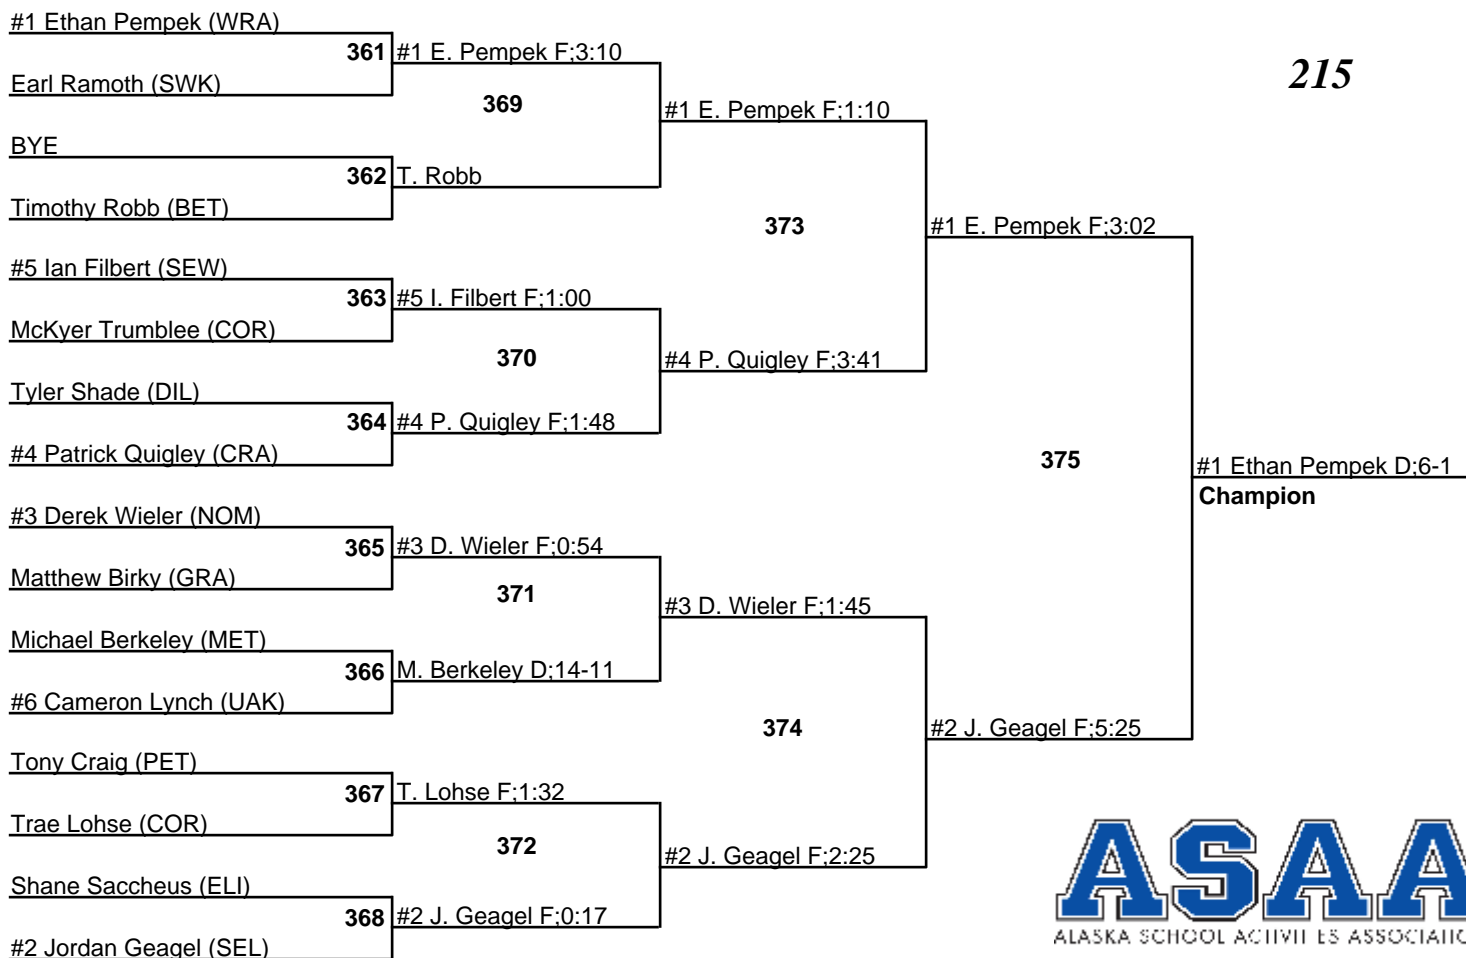 #1 Ethan Pempek (WRA)
361 #1 E. Pempek F;3:10
215
Earl Ramoth (SWK)
369
#1 E. Pempek F;1:10
BYE
362 T. Robb
Timothy Robb (BET)
373
#1 E. Pempek F;3:02
#5 Ian Filbert (SEW)
363 #5 I. Filbert F;1:00
McKyer Trumblee (COR)
370
#4 P. Quigley F;3:41
Tyler Shade (DIL)
364 #4 P. Quigley F;1:48
#4 Patrick Quigley (CRA)
375
#1 Ethan Pempek D;6-1
Champion
#3 Derek Wieler (NOM)
365 #3 D. Wieler F;0:54
Matthew Birky (GRA)
371
#3 D. Wieler F;1:45
Michael Berkeley (MET)
366 M. Berkeley D;14-11
#6 Cameron Lynch (UAK)
374
#2 J. Geagel F;5:25
Tony Craig (PET)
367 T. Lohse F;1:32
Trae Lohse (COR)
372
#2 J. Geagel F;2:25
Shane Saccheus (ELI)
368 #2 J. Geagel F;0:17
#2 Jordan Geagel (SEL)
ASAA
ALASKA SCHOOL ACTIVITIES ASSOCIATIO